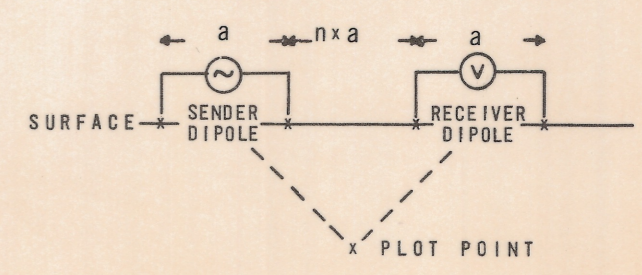 a n x a a
~ V
SENDER RECEIVER
SURFACE x DIPOLE x x DIPOLE x
x PLOT POINT